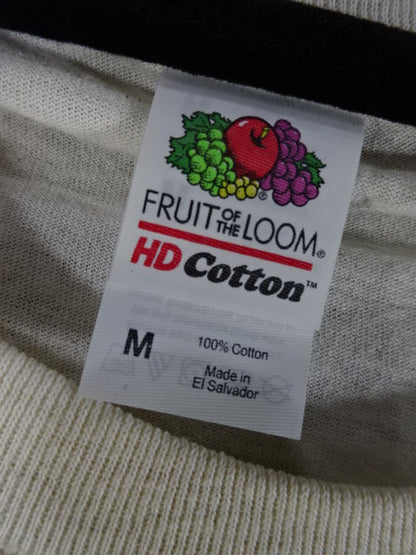 FRUIT OF THE LOOM®
HD Cotton™
M
100% Cotton
Made in
El Salvador